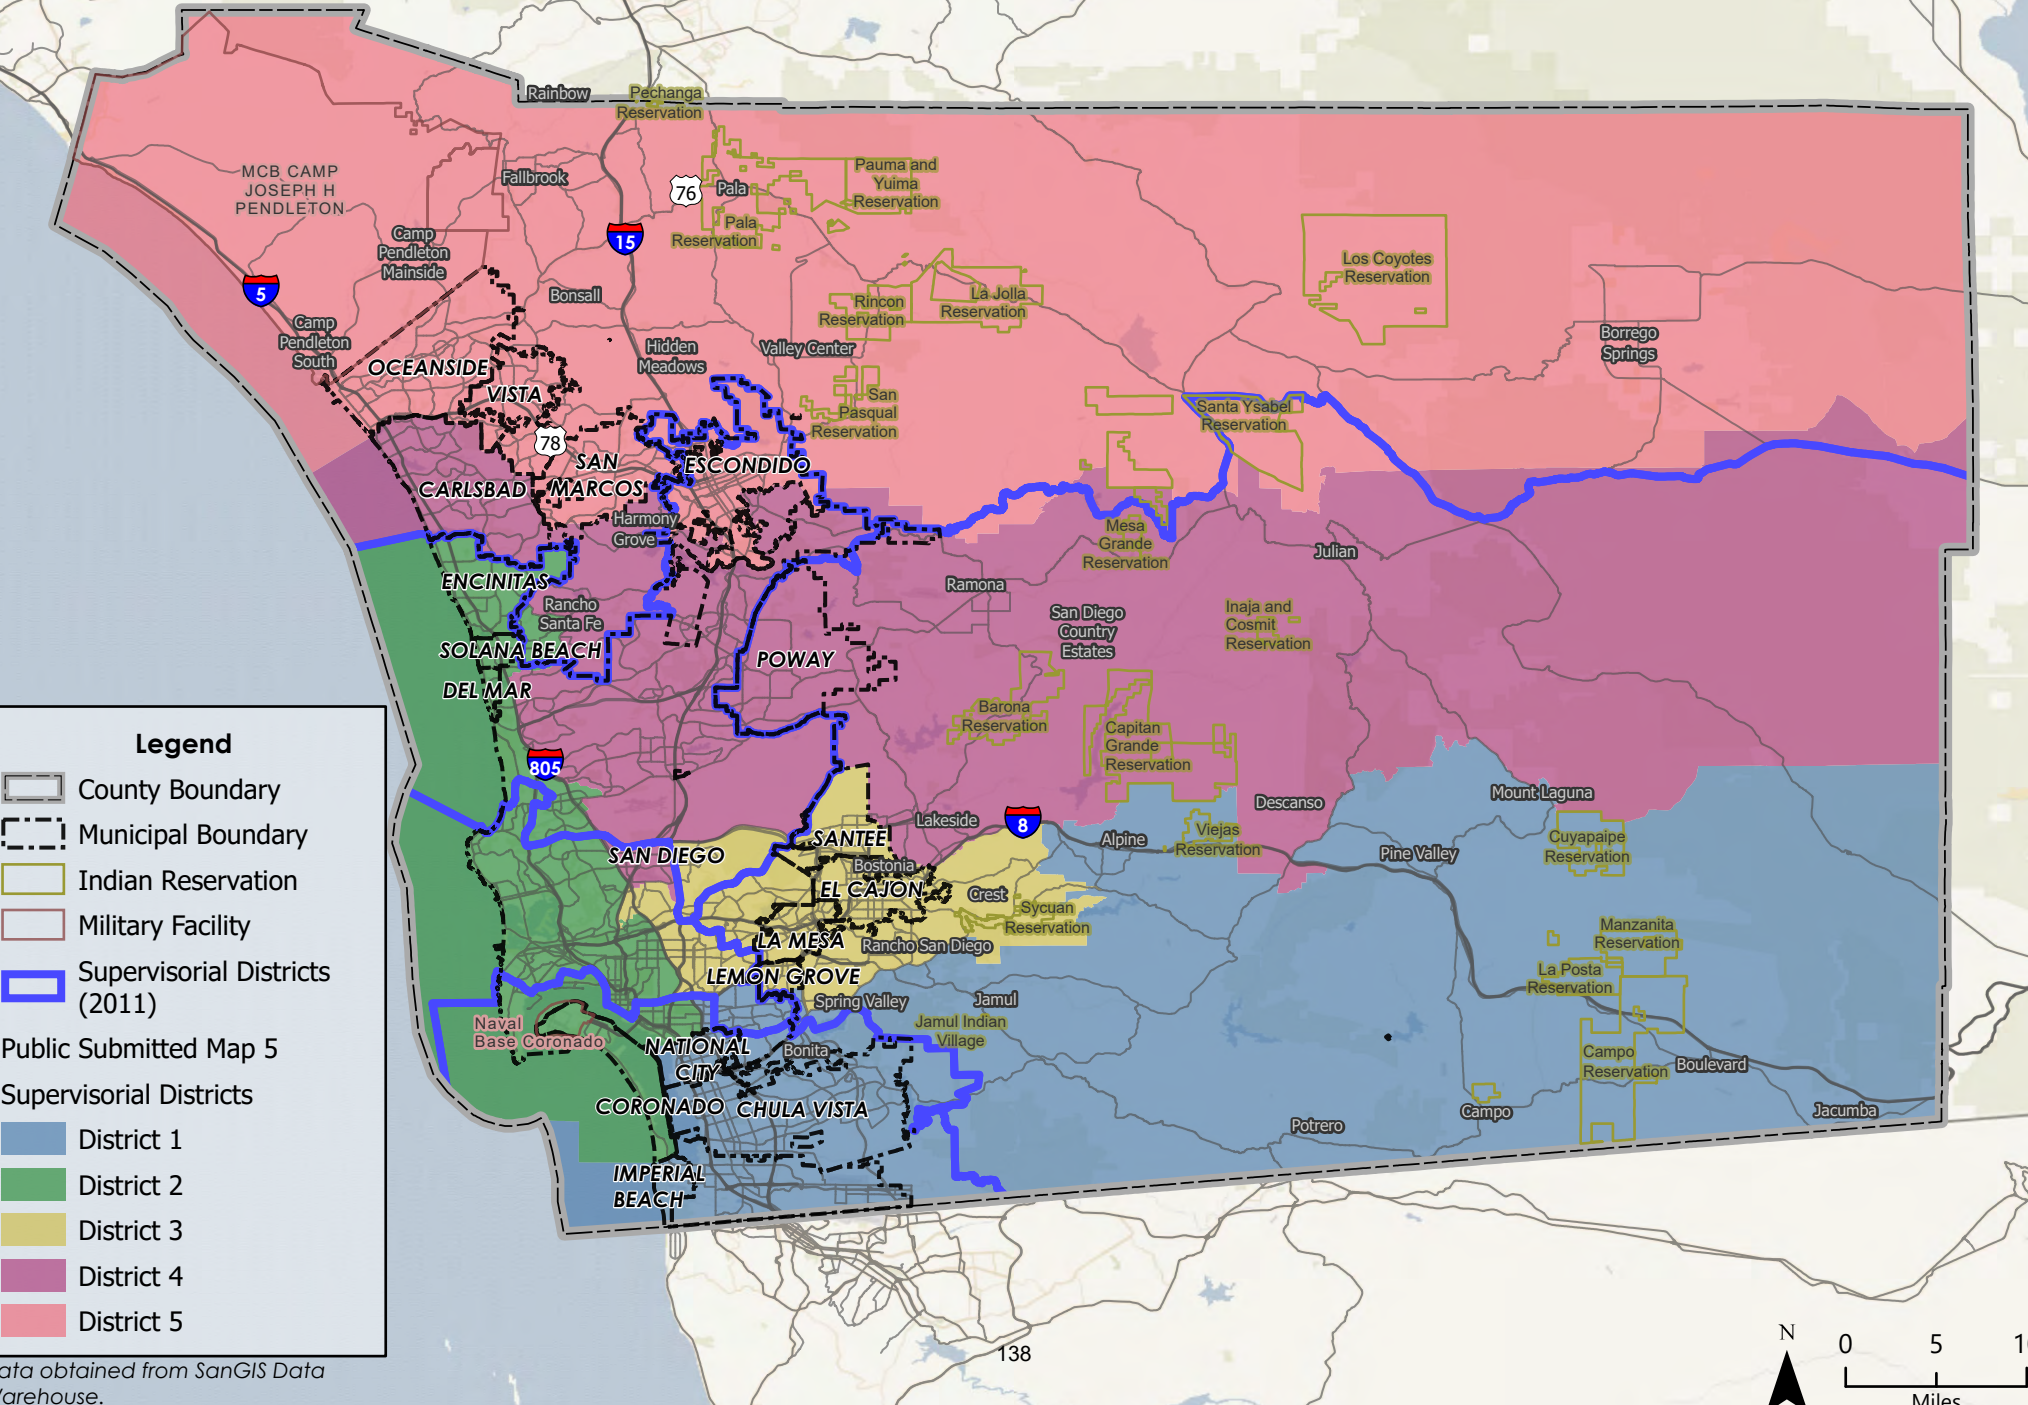 Rainbow
Pechanga
Reservation
MCB CAMP
JOSEPH H
PENDLETON
Fallbrook
76
Pala
Pauma and
Yuima
Reservation
Pala
Reservation
15
Camp
Pendleton
Mainside
5
Bonsall
Los Coyotes
Reservation
Rincon
Reservation
La Jolla
Reservation
Camp
Pendleton
South
Hidden
Meadows
Valley Center
Borrego
Springs
OCEANSIDE
VISTA
San
Pasqual
Reservation
Santa Ysabel
Reservation
78
SAN
MARCOS
ESCONDIDO
CARLSBAD
Harmony
Grove
Mesa
Grande
Reservation
Julian
ENCINITAS
Rancho
Santa Fe
Ramona
San Diego
Country
Estates
Inaja and
Cosmit
Reservation
SOLANA BEACH
POWAY
DEL MAR
Barona
Reservation
Capitan
Grande
Reservation
805
Descanso
Mount Laguna
Lakeside
8
Alpine
Viejas
Reservation
Cuyapaipe
Reservation
SAN DIEGO
SANTEE
Bostonia
Pine Valley
EL CAJON
Crest
Sycuan
Reservation
LA MESA
Rancho San Diego
Manzanita
Reservation
LEMON GROVE
La Posta
Reservation
Spring Valley
Jamul
Naval
Base Coronado
Jamul Indian
Village
NATIONAL
CITY
Bonita
Campo
Reservation
Boulevard
CORONADO
CHULA VISTA
Campo
Jacumba
Potrero
IMPERIAL
BEACH
Legend
County Boundary
Municipal Boundary
Indian Reservation
Military Facility
Supervisorial Districts
(2011)
Public Submitted Map 5
Supervisorial Districts
District 1
District 2
District 3
District 4
District 5
ata obtained from SanGIS Data
arehouse.
138
N
0 5 1
Miles